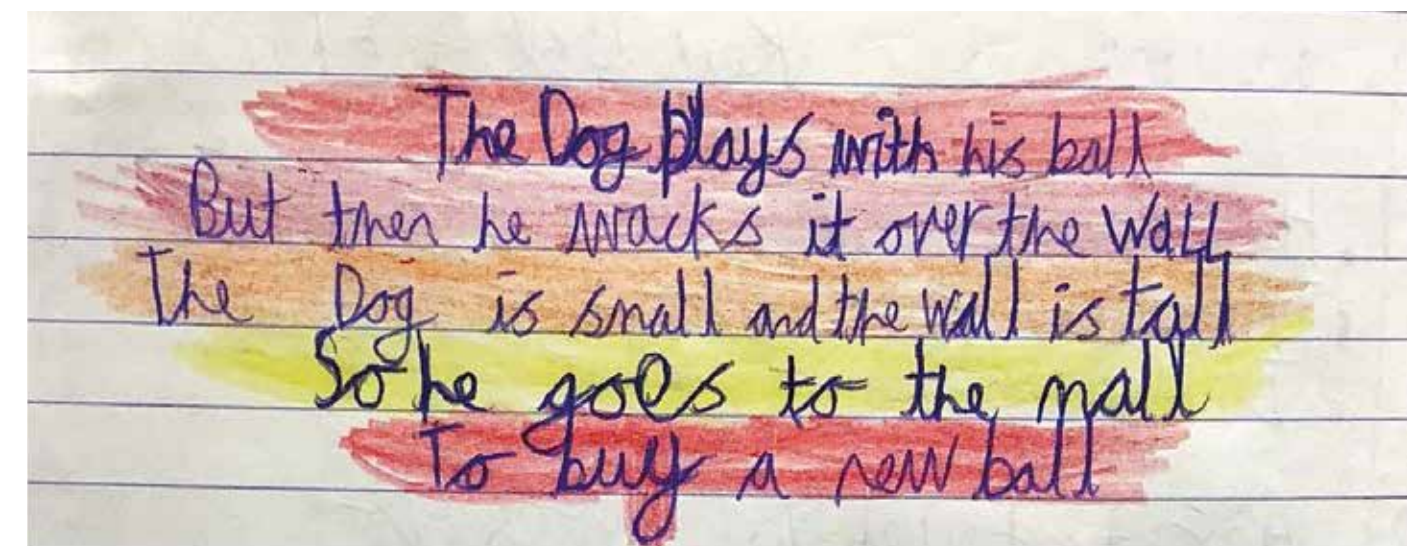 The Dog plays with his ball
But then he wacks it over the Wall
The Dog is small and the wall is tall
So he goes to the mall
To buy a new ball